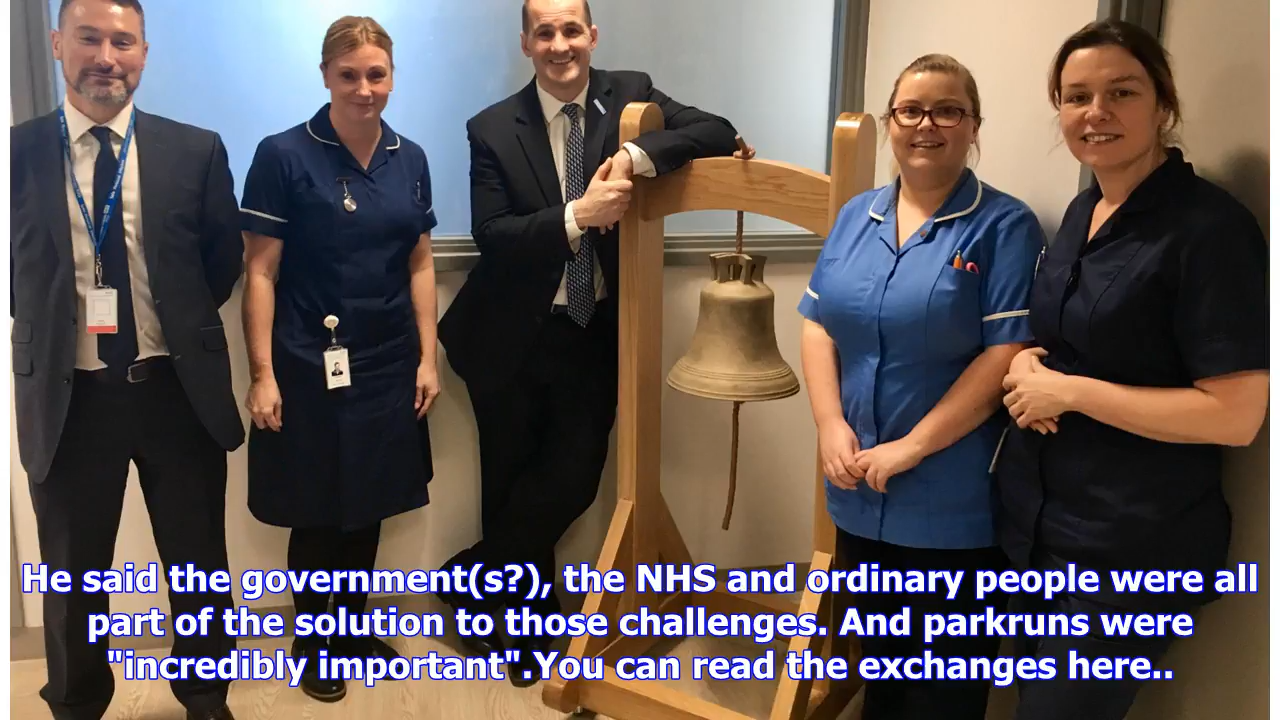 He said the government(s?), the NHS and ordinary people were all
part of the solution to those challenges. And parkruns were
"incredibly important".You can read the exchanges here..